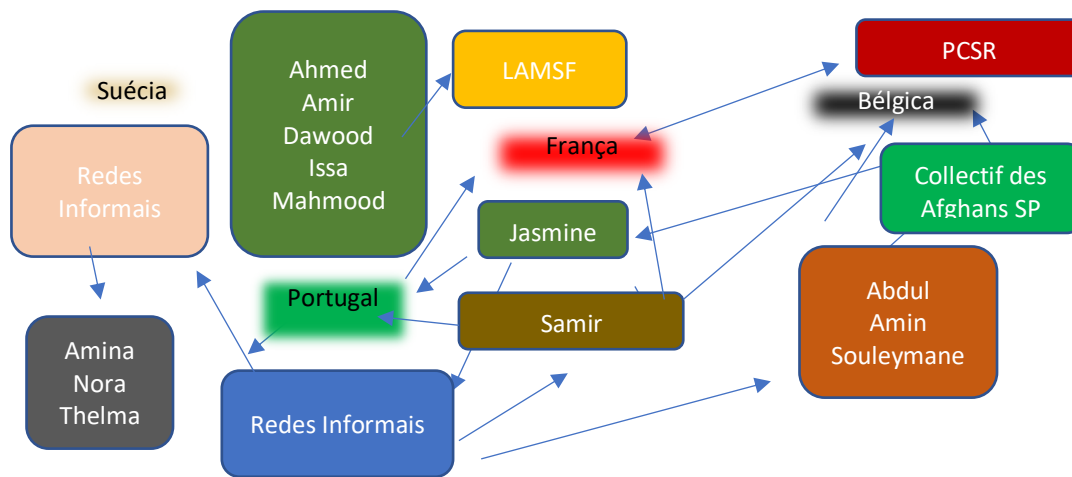 PCSR
LAMSF
Ahmed
Amir
Dawood
Issa
Mahmood
Suécia
Bélgica
França
Redes
Informais
Collectif des
Afghans SP
Jasmine
Portugal
Samir
Abdul
Amin
Souleymane
Amina
Nora
Thelma
Redes Informais